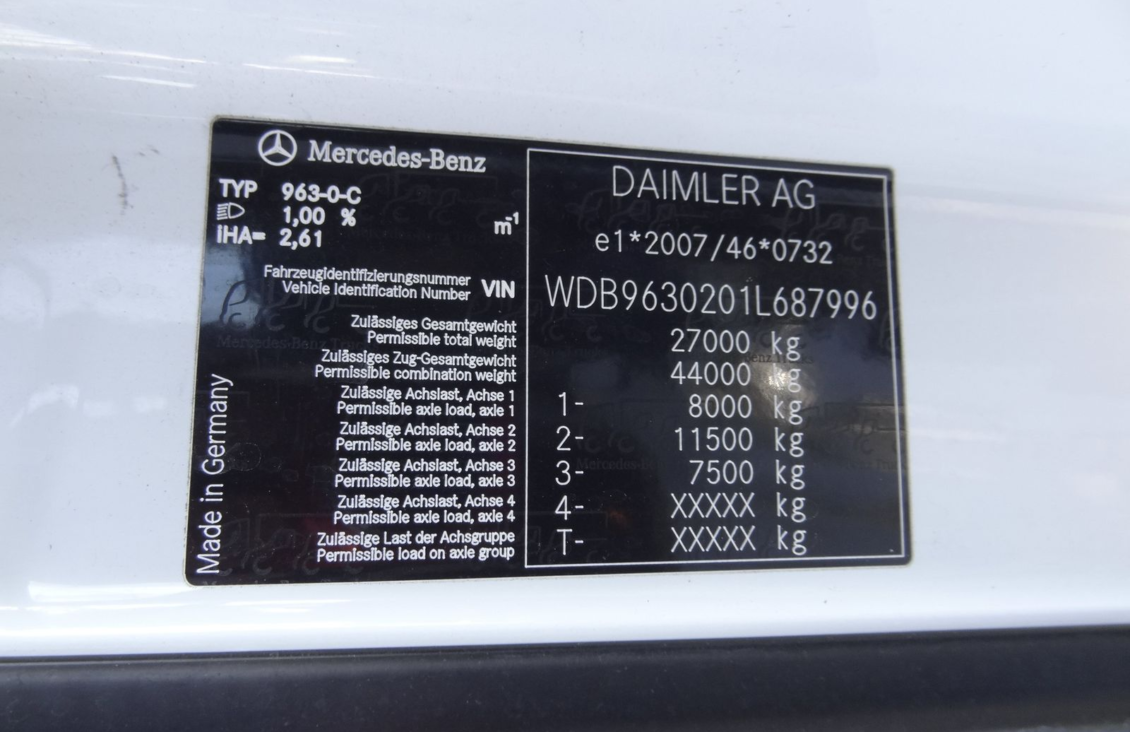 Mercedes-Benz
TYP 963-0-C
1,00 %
iHA= 2,61 m-1
Fahrzeugidentifizierungsnummer
Vehicle Identification Number VIN
Zulässiges Gesamtgewicht
Permissible total weight
Zulässiges Zug-Gesamtgewicht
Permissible combination weight
Zulässige Achslast, Achse 1
Permissible axle load, axle 1
Zulässige Achslast, Achse 2
Permissible axle load, axle 2
Zulässige Achslast, Achse 3
Permissible axle load, axle 3
Zulässige Achslast, Achse 4
Permissible axle load, axle 4
Zulässige Last der Achsgruppe
Permissible load on axle group
Made in Germany
DAIMLER AG
e1*2007/46*0732
WDB9630201L687996
27000 kg
44000 kg
1- 8000 kg
2- 11500 kg
3- 7500 kg
4- XXXXX kg
T- XXXXX kg